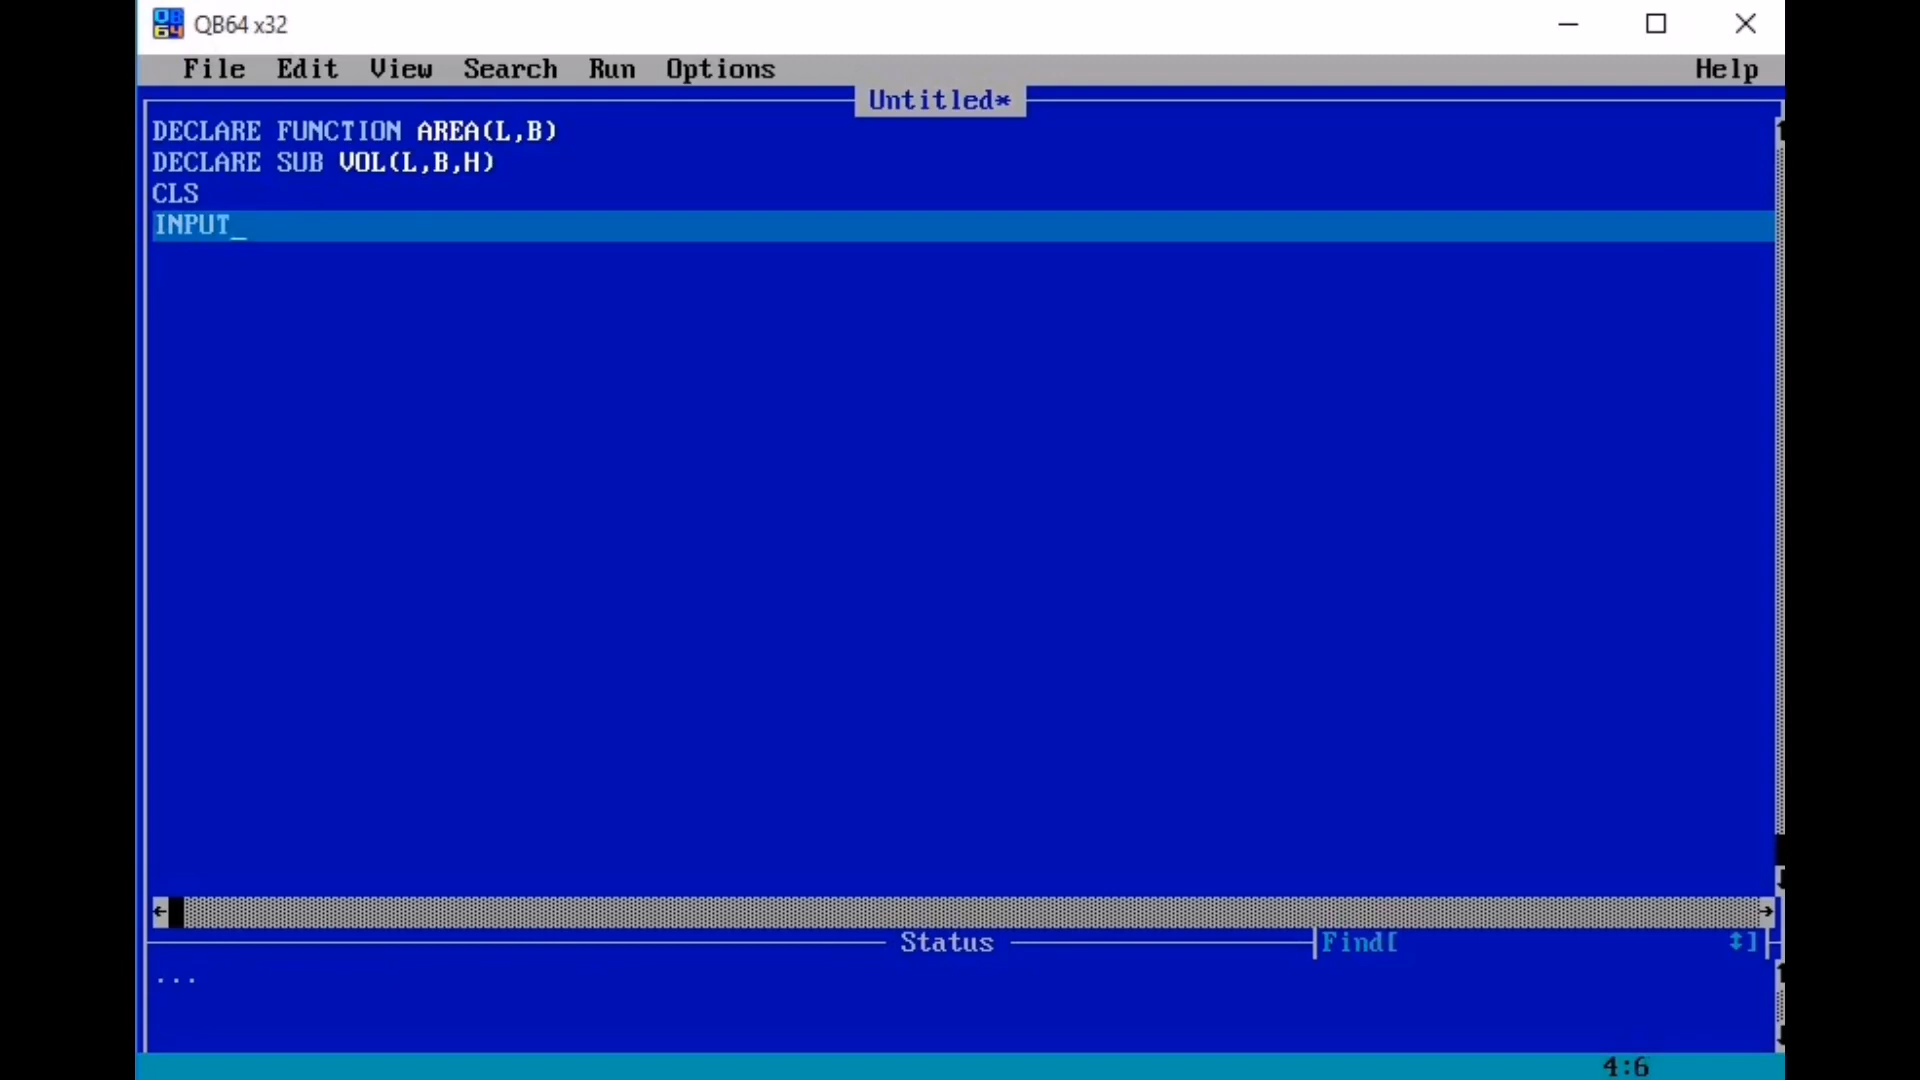 QB64 x32
File Edit View Search Run Options Help
Untitled*
DECLARE FUNCTION AREA(L,B)
DECLARE SUB VOL(L,B,H)
CLS
INPUT_
Status
Find[ ↕]
...
4:6